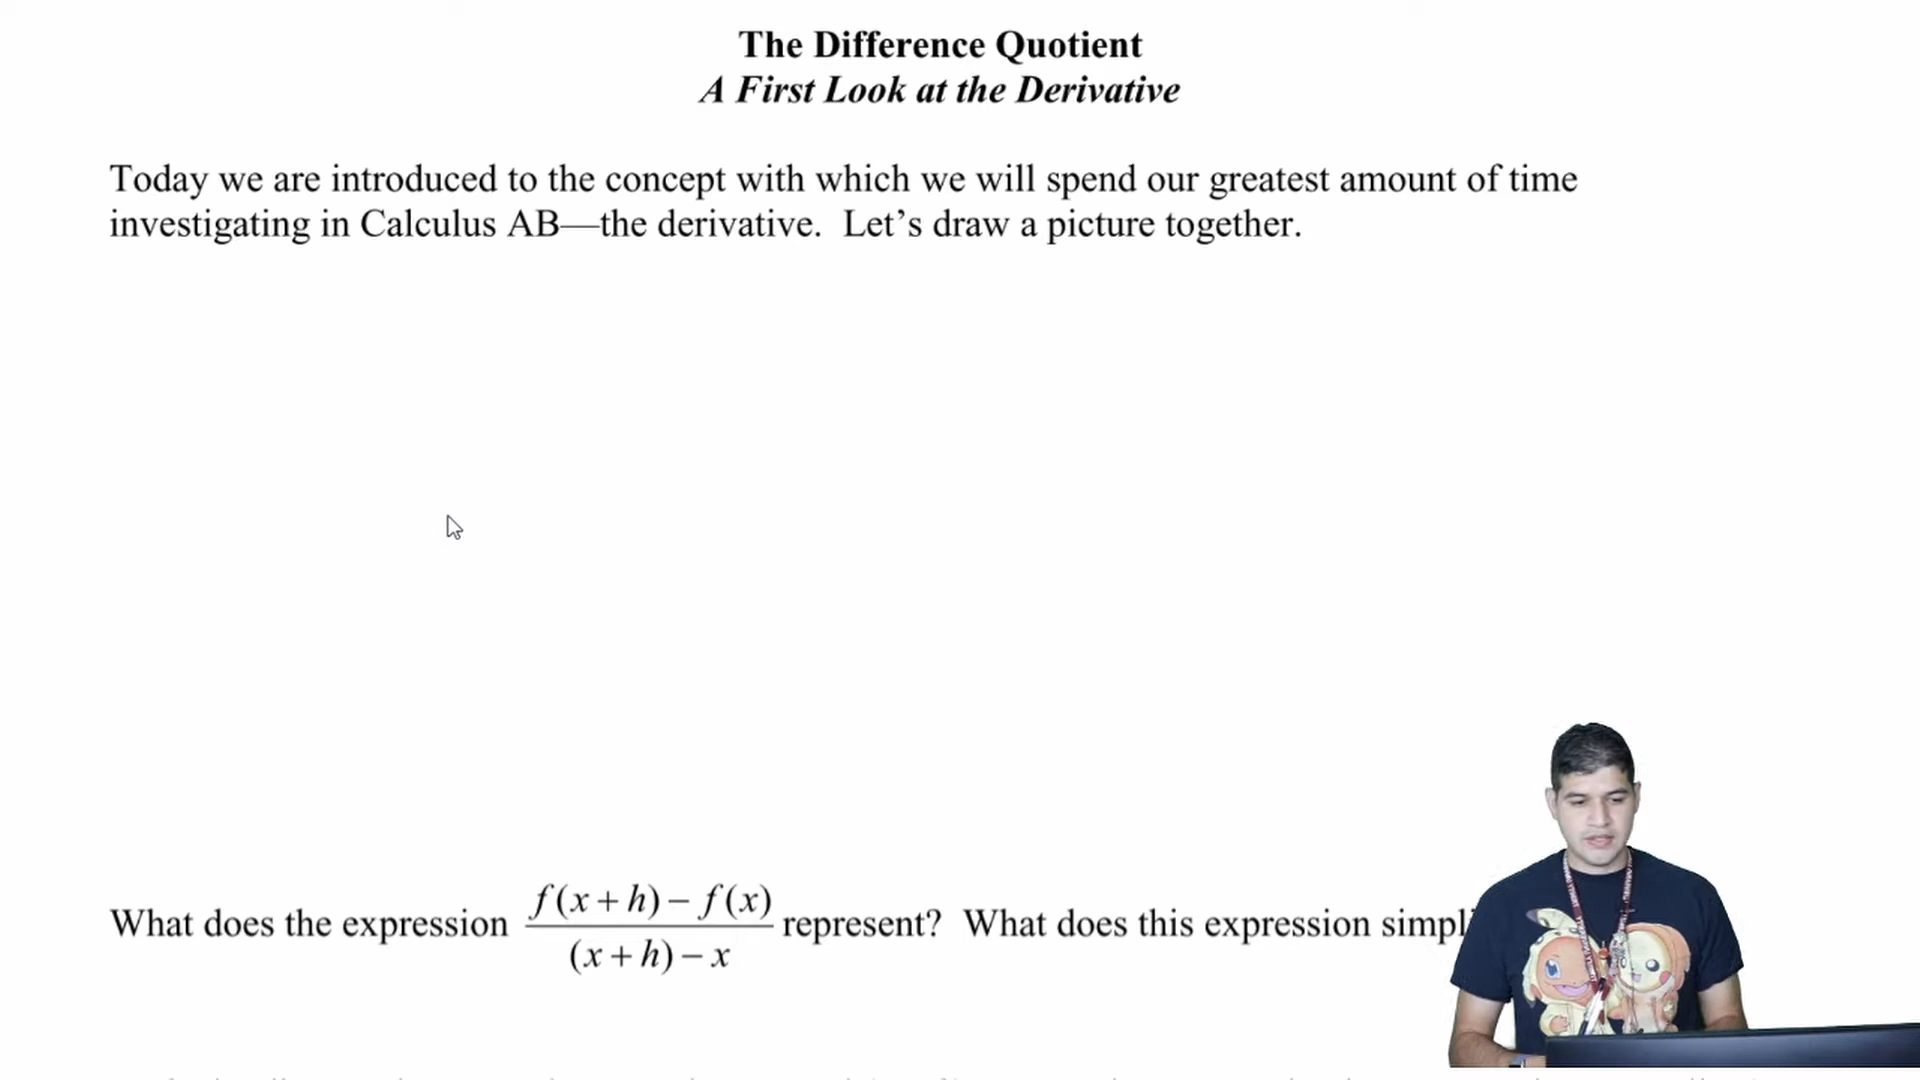 The Difference Quotient
A First Look at the Derivative
Today we are introduced to the concept with which we will spend our greatest amount of time
investigating in Calculus AB—the derivative. Let's draw a picture together.
What does the expression \frac{f(x+h)-f(x)}{(x+h)-x} represent? What does this expression